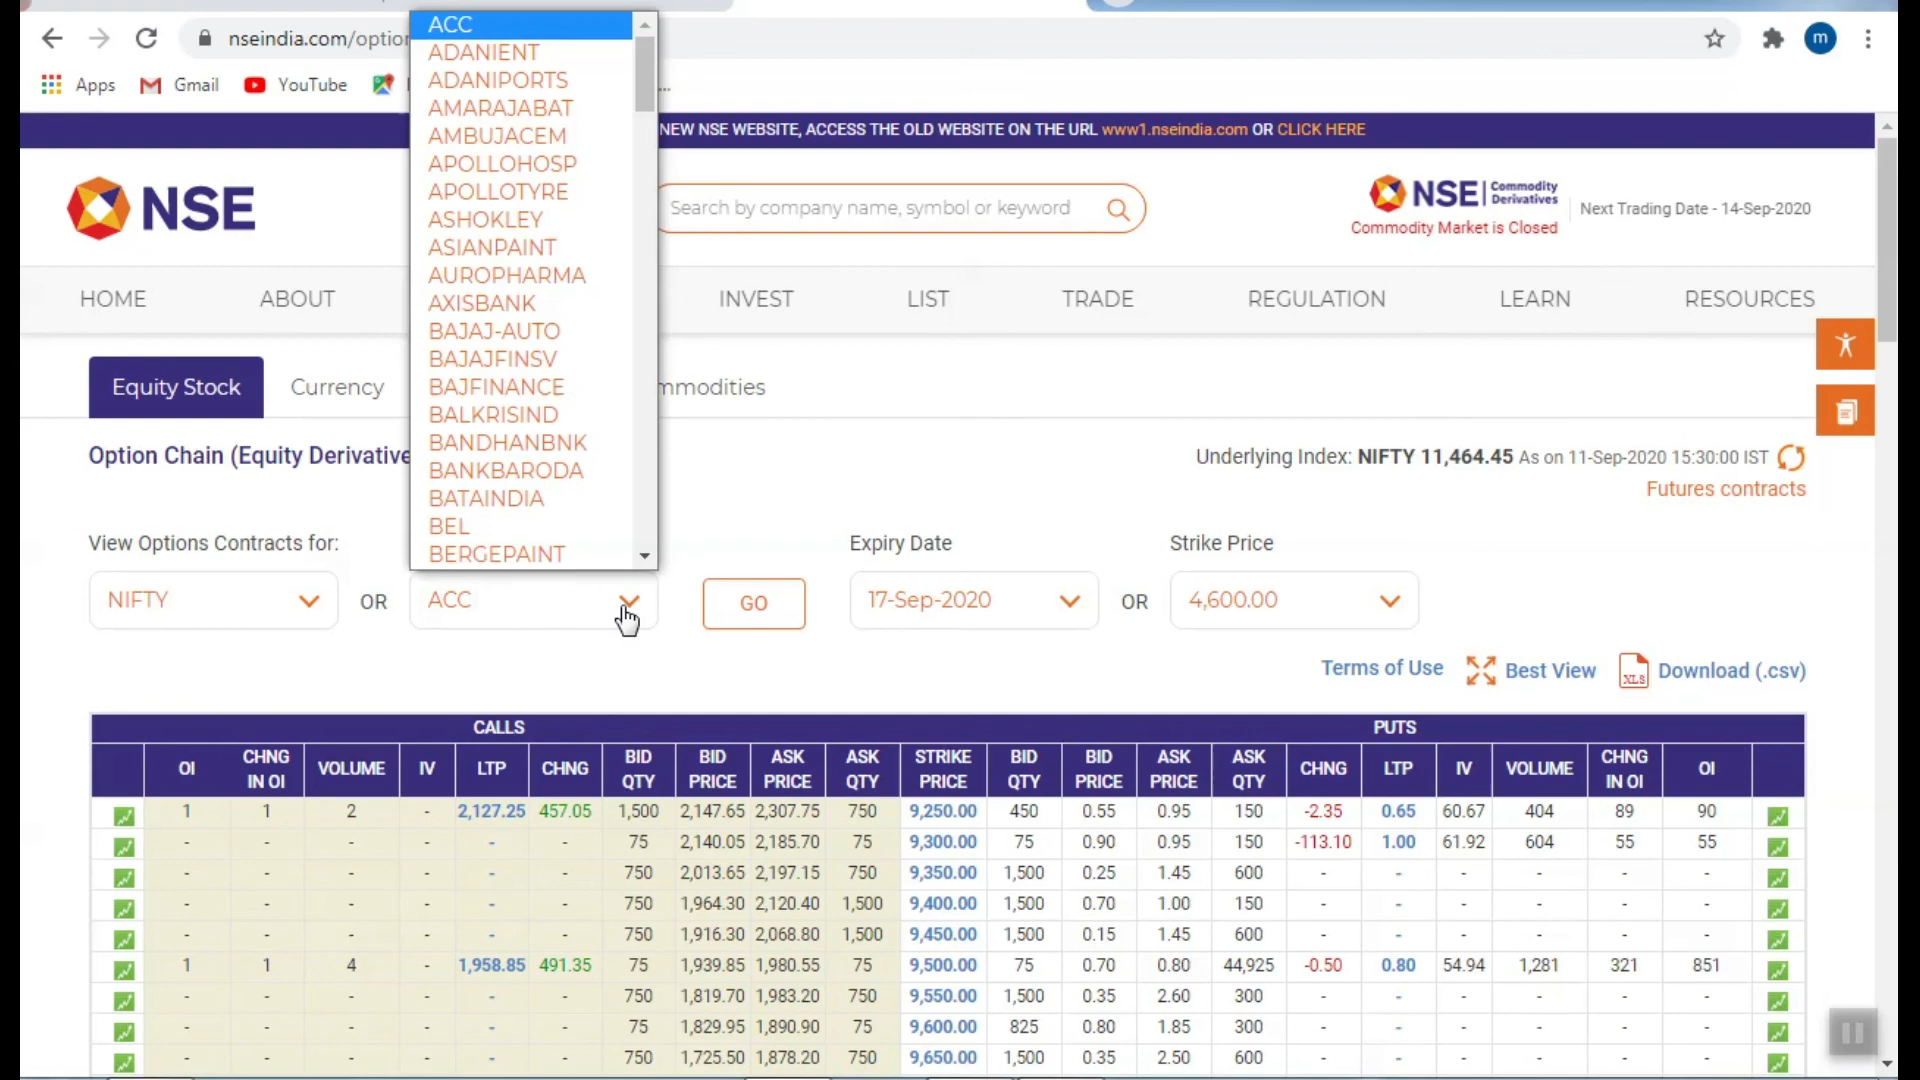 nseindia.com/optio
m
Apps Gmail YouTube ...
ACC
ADANIENT
ADANIPORTS
AMARAJABAT
AMBUJACEM
APOLLOHOSP
APOLLOTYRE
ASHOKLEY
ASIANPAINT
AUROPHARMA
AXISBANK
BAJAJ-AUTO
BAJAJFINSV
BAJFINANCE
BALKRISIND
BANDHANBNK
BANKBARODA
BATAINDIA
BEL
BERGEPAINT
NEW NSE WEBSITE, ACCESS THE OLD WEBSITE ON THE URL www1.nseindia.com OR CLICK HERE
NSE
Search by company name, symbol or keyword
NSE Commodity Derivatives
Commodity Market is Closed
Next Trading Date - 14-Sep-2020
HOME ABOUT INVEST LIST TRADE REGULATION LEARN RESOURCES
Equity Stock Currency mmodities
Option Chain (Equity Derivative
Underlying Index: NIFTY 11,464.45 As on 11-Sep-2020 15:30:00 IST
Futures contracts
View Options Contracts for: Expiry Date Strike Price
NIFTY OR ACC GO 17-Sep-2020 OR 4,600.00
Terms of Use Best View XLS Download (.csv)
CALLS PUTS
OI CHNG IN OI VOLUME IV LTP CHNG BID QTY BID PRICE ASK PRICE ASK QTY STRIKE PRICE BID QTY BID PRICE ASK PRICE ASK QTY CHNG LTP IV VOLUME CHNG IN OI OI
1 1 2 - 2,127.25 457.05 1,500 2,147.65 2,307.75 750 9,250.00 450 0.55 0.95 150 -2.35 0.65 60.67 404 89 90
- - - - - - 75 2,140.05 2,185.70 75 9,300.00 75 0.90 0.95 150 -113.10 1.00 61.92 604 55 55
- - - - - - 750 2,013.65 2,197.15 750 9,350.00 1,500 0.25 1.45 600 - - - - - -
- - - - - - 750 1,964.30 2,120.40 1,500 9,400.00 1,500 0.70 1.00 150 - - - - - -
- - - - - - 750 1,916.30 2,068.80 1,500 9,450.00 1,500 0.15 1.45 600 - - - - - -
1 1 4 - 1,958.85 491.35 75 1,939.85 1,980.55 75 9,500.00 75 0.70 0.80 44,925 -0.50 0.80 54.94 1,281 321 851
- - - - - - 750 1,819.70 1,983.20 750 9,550.00 1,500 0.35 2.60 300 - - - - - -
- - - - - - 75 1,829.95 1,890.90 75 9,600.00 825 0.80 1.85 300 - - - - - -
- - - - - - 750 1,725.50 1,878.20 750 9,650.00 1,500 0.35 2.50 600 - - - - - -